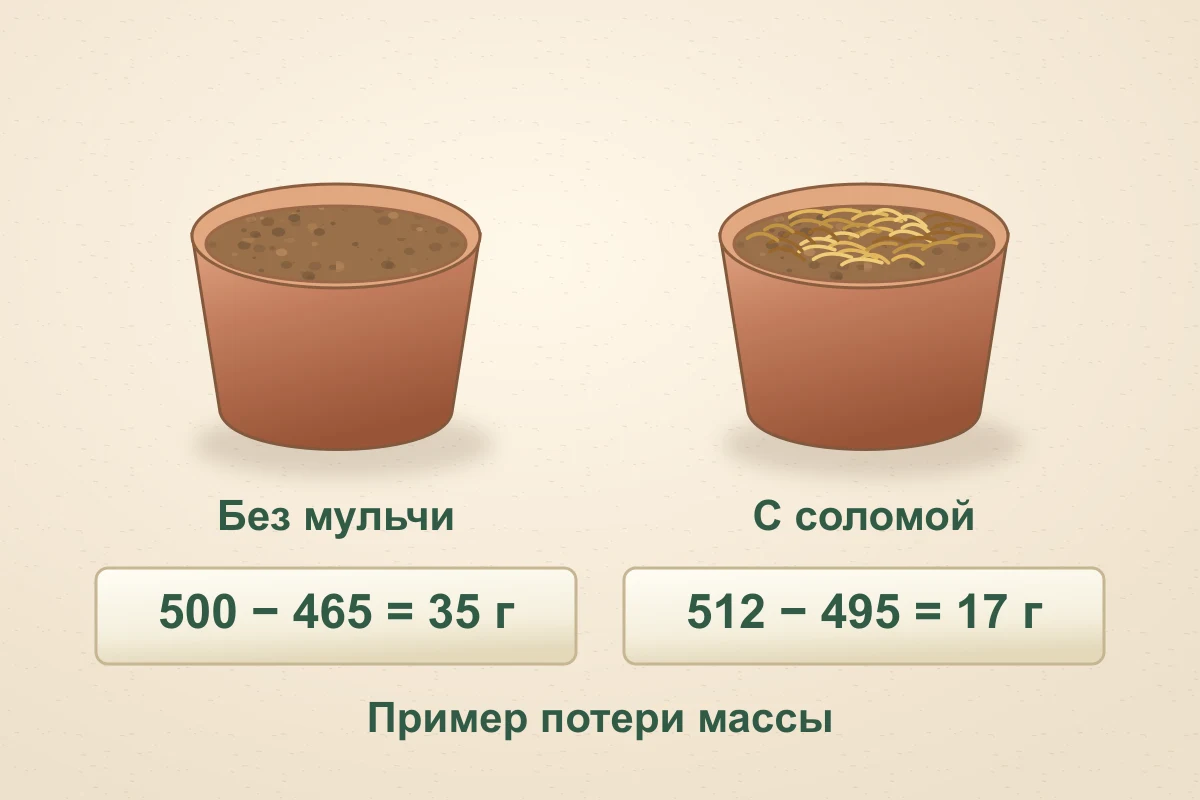 Без мульчи
С соломой
500 − 465 = 35 г
512 − 495 = 17 г
Пример потери массы